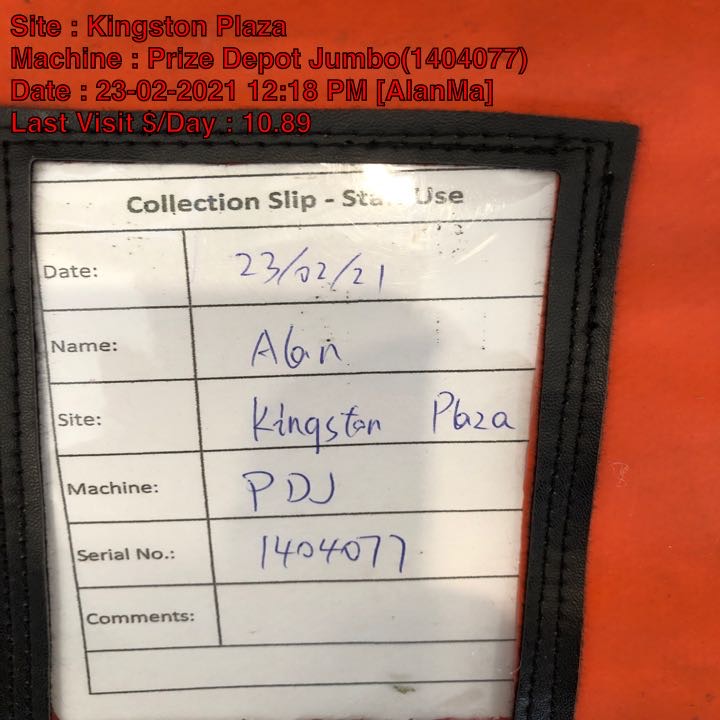 Site : Kingston Plaza
Machine : Prize Depot Jumbo(1404077)
Date : 23-02-2021 12:18 PM [AlanMa]
Last Visit $/Day : 10.89
Collection Slip - Staff Use
Date: 23/02/21
Name: Alan
Site: Kingston Plaza
Machine: PDJ
Serial No.: 1404077
Comments: